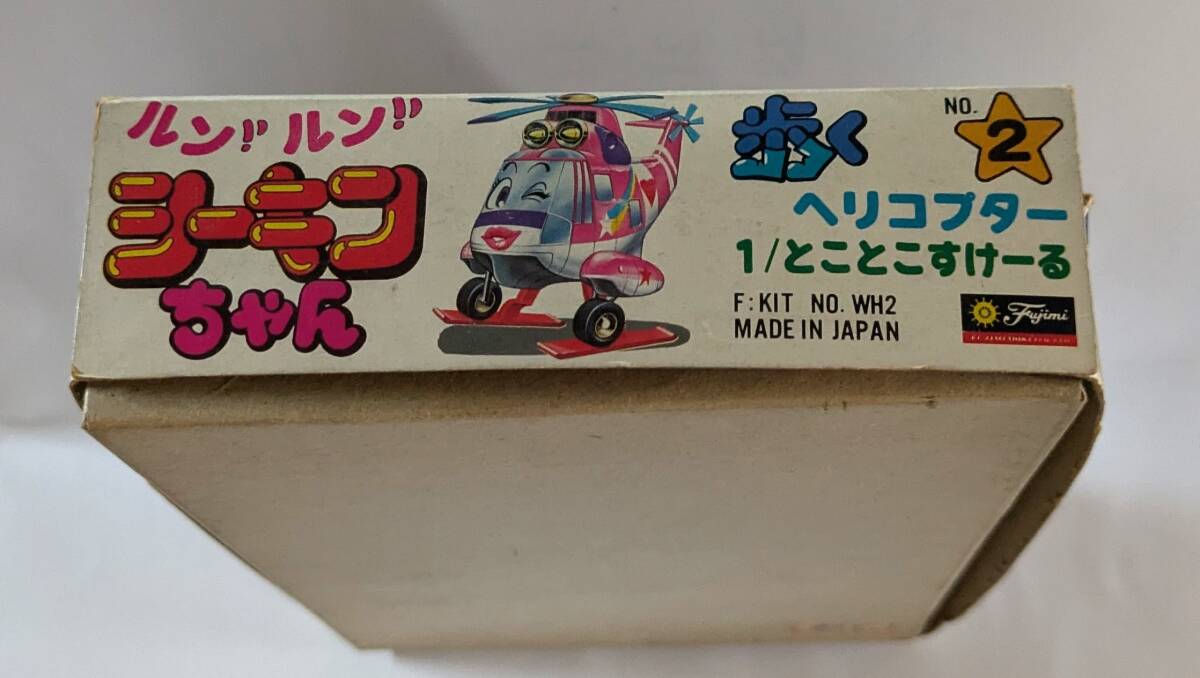 ルン!! ルン!!
シーキン
ちゃん
歩く
ヘリコプター
1/とことこすけーる
F:KIT NO. WH2
MADE IN JAPAN
NO. 2
Fujimi